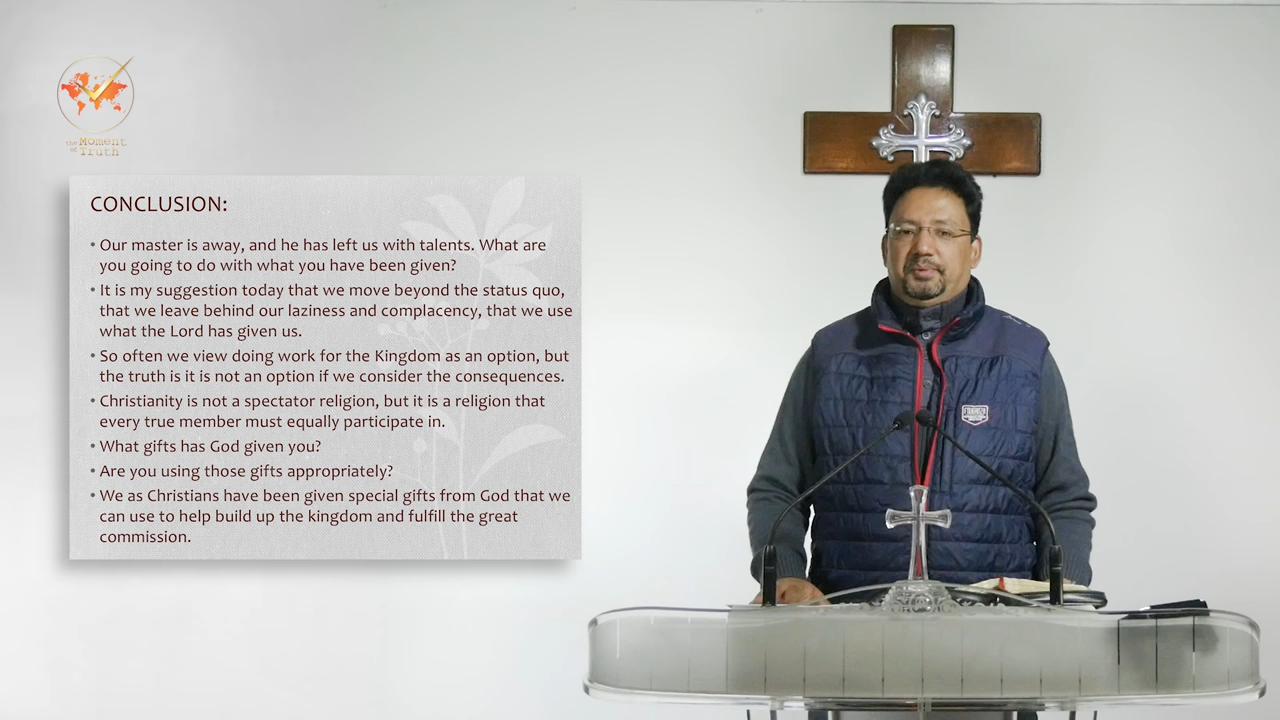 the Moment
of Truth
CONCLUSION:
• Our master is away, and he has left us with talents. What are
you going to do with what you have been given?
• It is my suggestion today that we move beyond the status quo,
that we leave behind our laziness and complacency, that we use
what the Lord has given us.
• So often we view doing work for the Kingdom as an option, but
the truth is it is not an option if we consider the consequences.
• Christianity is not a spectator religion, but it is a religion that
every true member must equally participate in.
• What gifts has God given you?
• Are you using those gifts appropriately?
• We as Christians have been given special gifts from God that we
can use to help build up the kingdom and fulfill the great
commission.